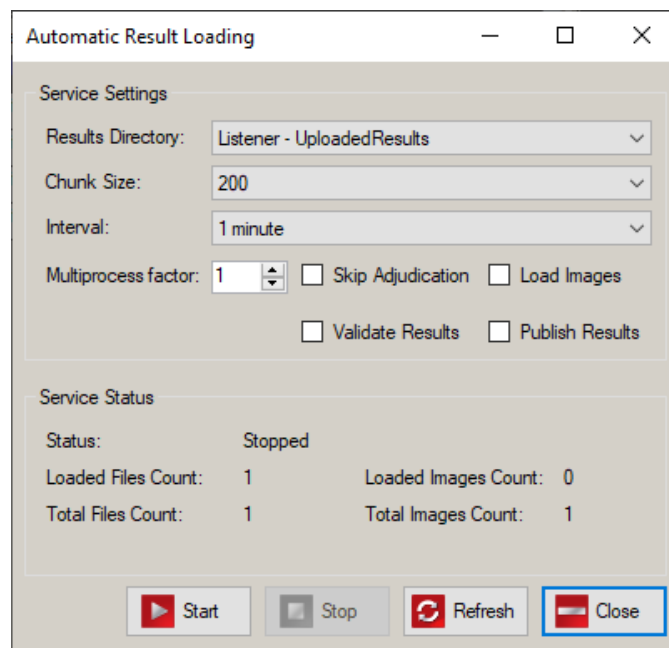 Automatic Result Loading
Service Settings
Results Directory: Listener - UploadedResults
Chunk Size: 200
Interval: 1 minute
Multiprocess factor: 1 Skip Adjudication Load Images
Validate Results Publish Results
Service Status
Status: Stopped
Loaded Files Count: 1 Loaded Images Count: 0
Total Files Count: 1 Total Images Count: 1
Start Stop Refresh Close